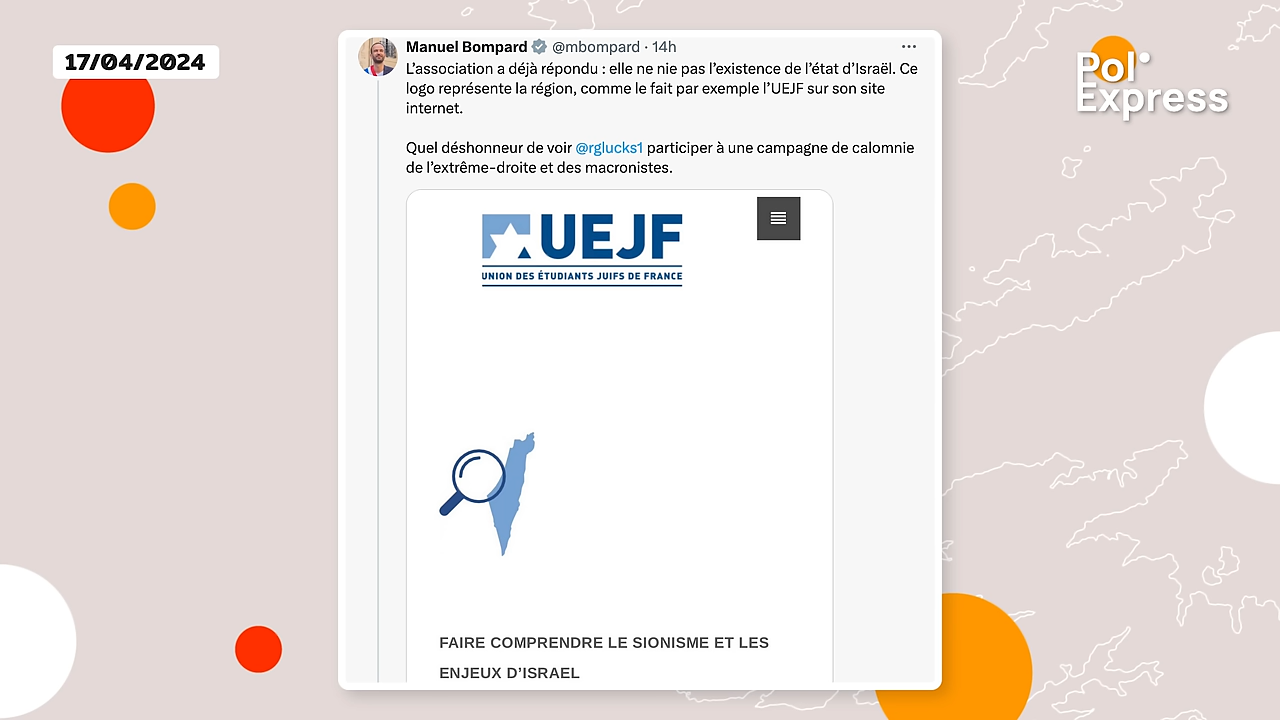 17/04/2024
Manuel Bompard @mbompard · 14h
L'association a déjà répondu : elle ne nie pas l'existence de l'état d'Israël. Ce
logo représente la région, comme le fait par exemple l'UEJF sur son site
internet.
Quel déshonneur de voir @rglucks1 participer à une campagne de calomnie
de l'extrême-droite et des macronistes.
UEJF
UNION DES ÉTUDIANTS JUIFS DE FRANCE
FAIRE COMPRENDRE LE SIONISME ET LES
ENJEUX D'ISRAEL
Pol
Express